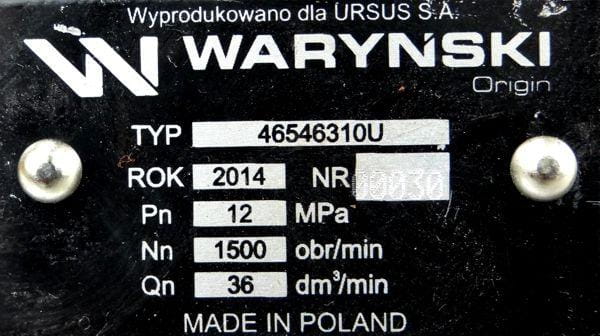 Wyprodukowano dla URSUS S.A.
WARYŃSKI
Origin
TYP 46546310U
ROK 2014 NR 00030
Pn 12 MPa
Nn 1500 obr/min
Qn 36 dm³/min
MADE IN POLAND